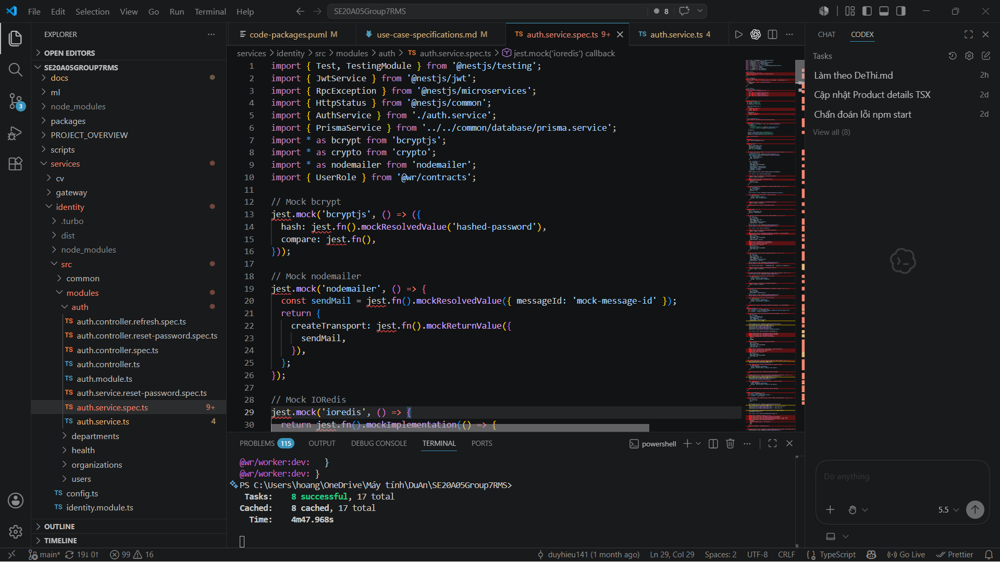 File Edit Selection View Go Run Terminal Help
SE20A05Group7RMS
8
EXPLORER
OPEN EDITORS
SE20A05GROUP7RMS
docs
ml
node_modules
packages
PROJECT_OVERVIEW
scripts
services
cv
gateway
identity
.turbo
dist
node_modules
src
common
modules
auth
TS auth.controller.refresh.spec.ts
TS auth.controller.reset-password.spec.ts
TS auth.controller.spec.ts
TS auth.controller.ts
TS auth.module.ts
TS auth.service.reset-password.spec.ts
TS auth.service.spec.ts 9+
TS auth.service.ts 4
departments
health
organizations
users
TS config.ts
TS identity.module.ts
OUTLINE
TIMELINE
3
code-packages.puml M
use-case-specifications.md M
TS auth.service.spec.ts 9+
TS auth.service.ts 4
services > identity > src > modules > auth > TS auth.service.spec.ts > jest.mock('ioredis') callback
1 import { Test, TestingModule } from '@nestjs/testing';
2 import { JwtService } from '@nestjs/jwt';
3 import { RpcException } from '@nestjs/microservices';
4 import { HttpStatus } from '@nestjs/common';
5 import { AuthService } from './auth.service';
6 import { PrismaService } from '../../common/database/prisma.service';
7 import * as bcrypt from 'bcryptjs';
8 import * as crypto from 'crypto';
9 import * as nodemailer from 'nodemailer';
10 import { UserRole } from '@wr/contracts';
11
12 // Mock bcrypt
13 jest.mock('bcryptjs', () => ({
14 hash: jest.fn().mockResolvedValue('hashed-password'),
15 compare: jest.fn(),
16 }));
17
18 // Mock nodemailer
19 jest.mock('nodemailer', () => {
20 const sendMail = jest.fn().mockResolvedValue({ messageId: 'mock-message-id' });
21 return {
22 createTransport: jest.fn().mockReturnValue({
23 sendMail,
24 }),
25 };
26 });
27
28 // Mock IORedis
29 jest.mock('ioredis', () => {
30 return jest.fn().mockImplementation(() => {
PROBLEMS 115 OUTPUT DEBUG CONSOLE TERMINAL PORTS
powershell
@wr/worker:dev: }
@wr/worker:dev: }
PS C:\Users\hoang\OneDrive\Máy tính\DuAn\SE20A05Group7RMS>
Tasks: 8 successful, 17 total
Cached: 8 cached, 17 total
Time: 4m47.968s
CHAT CODEX
Tasks
Làm theo DeThi.md 2h
Cập nhật Product details TSX 2d
Chẩn đoán lỗi npm start 2d
View all (8)
Do anything
5.5
main* 19↓ 0↑ 99 16
duyhieu141 (1 month ago) Ln 29, Col 29 Spaces: 2 UTF-8 CRLF TypeScript Go Live Prettier